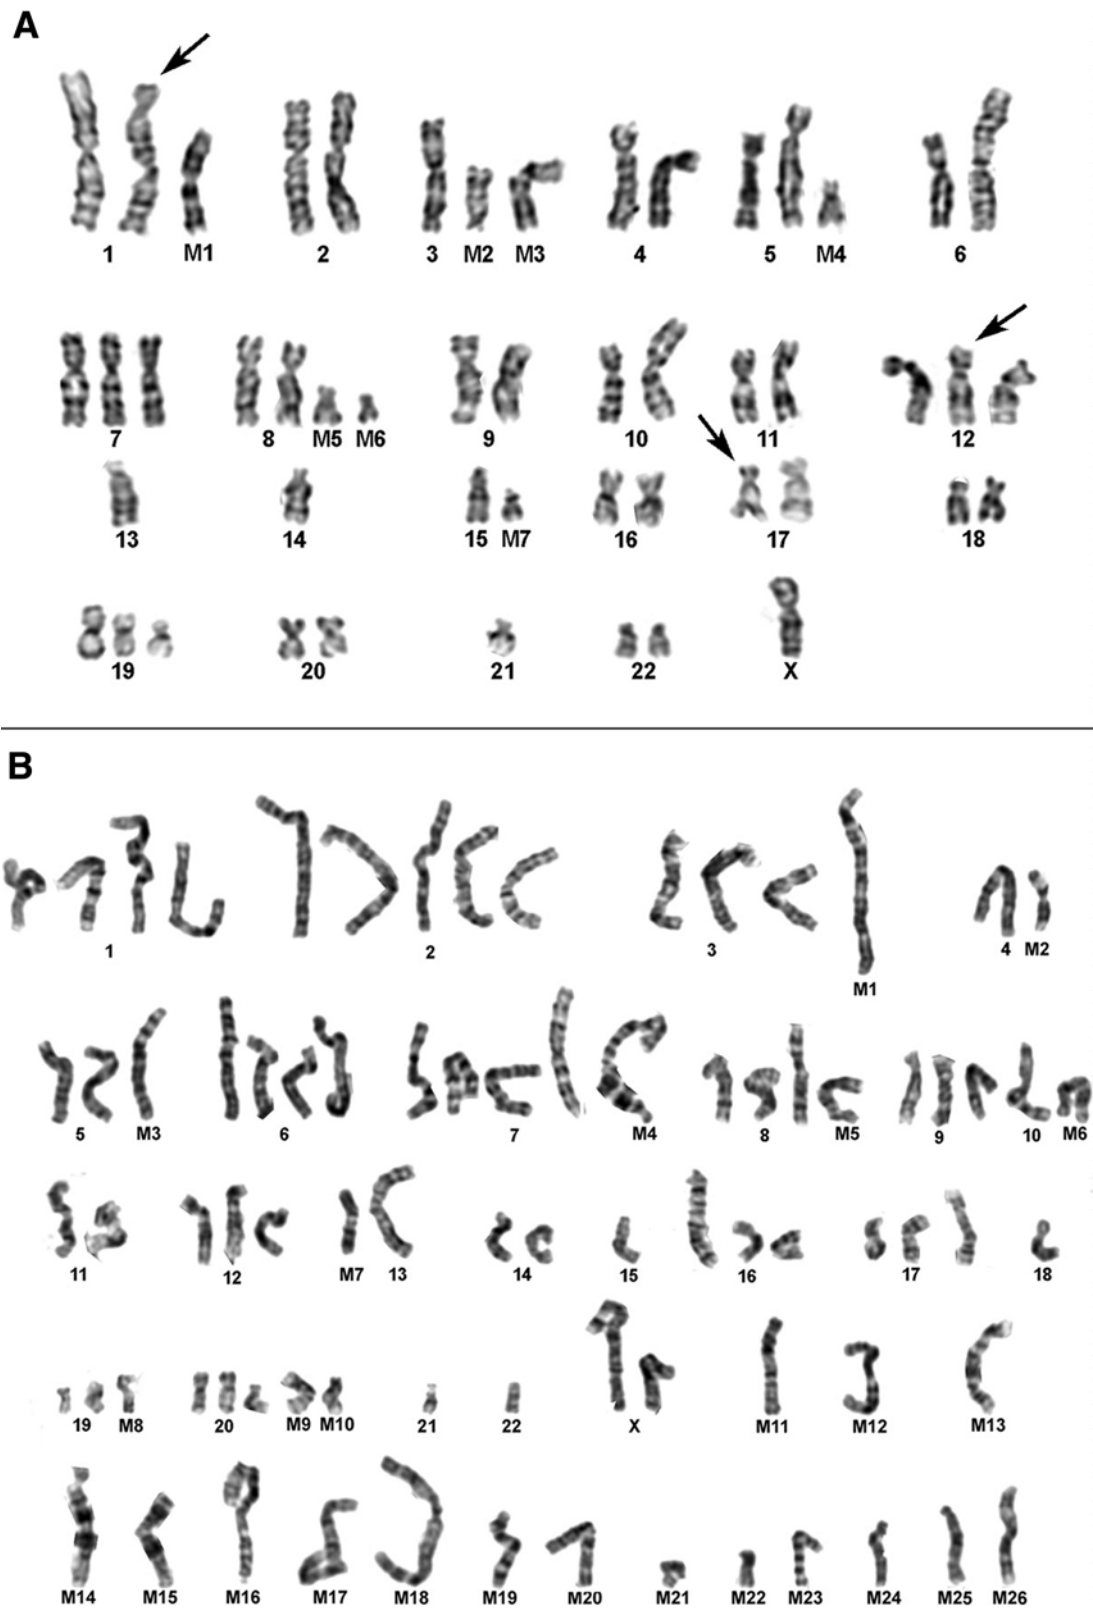 A
1 M1 2 3 M2 M3 4 5 M4 6
7 8 M5 M6 9 10 11 12
13 14 15 M7 16 17 18
19 20 21 22 X
B
1 2 3 M1 4 M2
5 M3 6 7 M4 8 M5 9 10 M6
11 12 M7 13 14 15 16 17 18
19 M8 20 M9 M10 21 22 X M11 M12 M13
M14 M15 M16 M17 M18 M19 M20 M21 M22 M23 M24 M25 M26